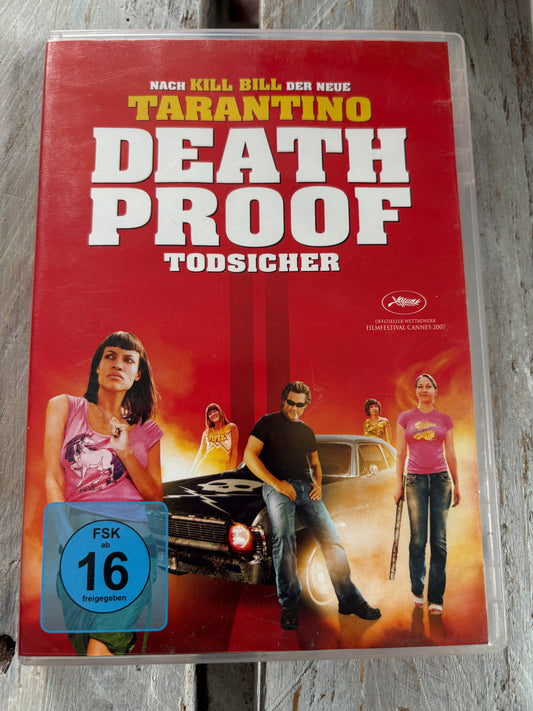 NACH KILL BILL DER NEUE
TARANTINO
DEATH
PROOF
TODSICHER
OFFIZIELLER WETTBEWERB
FILMFESTIVAL CANNES 2007
FSK
ab
16
freigegeben